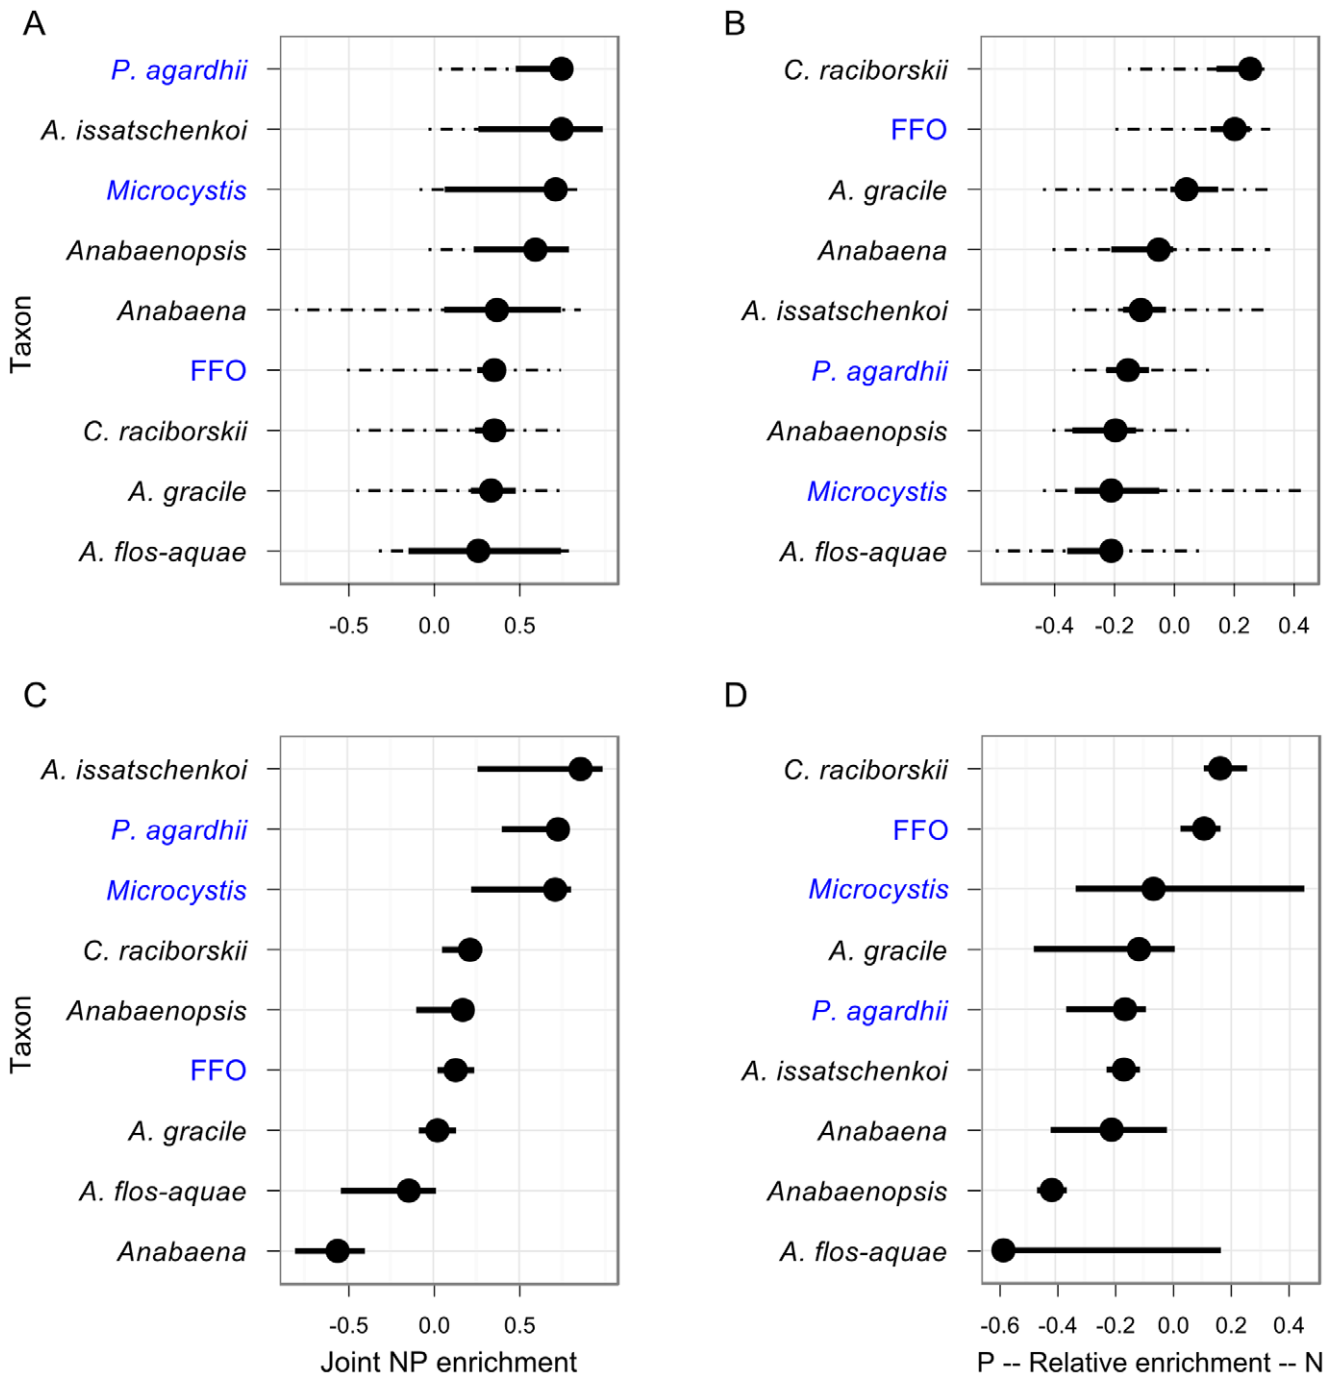 A
P. agardhii
A. issatschenkoi
Microcystis
Anabaenopsis
Anabaena
FFO
C. raciborskii
A. gracile
A. flos-aquae
Taxon
-0.5 0.0 0.5
B
C. raciborskii
FFO
A. gracile
Anabaena
A. issatschenkoi
P. agardhii
Anabaenopsis
Microcystis
A. flos-aquae
-0.4 -0.2 0.0 0.2 0.4
C
A. issatschenkoi
P. agardhii
Microcystis
C. raciborskii
Anabaenopsis
FFO
A. gracile
A. flos-aquae
Anabaena
Taxon
-0.5 0.0 0.5
Joint NP enrichment
D
C. raciborskii
FFO
Microcystis
A. gracile
P. agardhii
A. issatschenkoi
Anabaena
Anabaenopsis
A. flos-aquae
-0.6 -0.4 -0.2 0.0 0.2 0.4
P -- Relative enrichment -- N